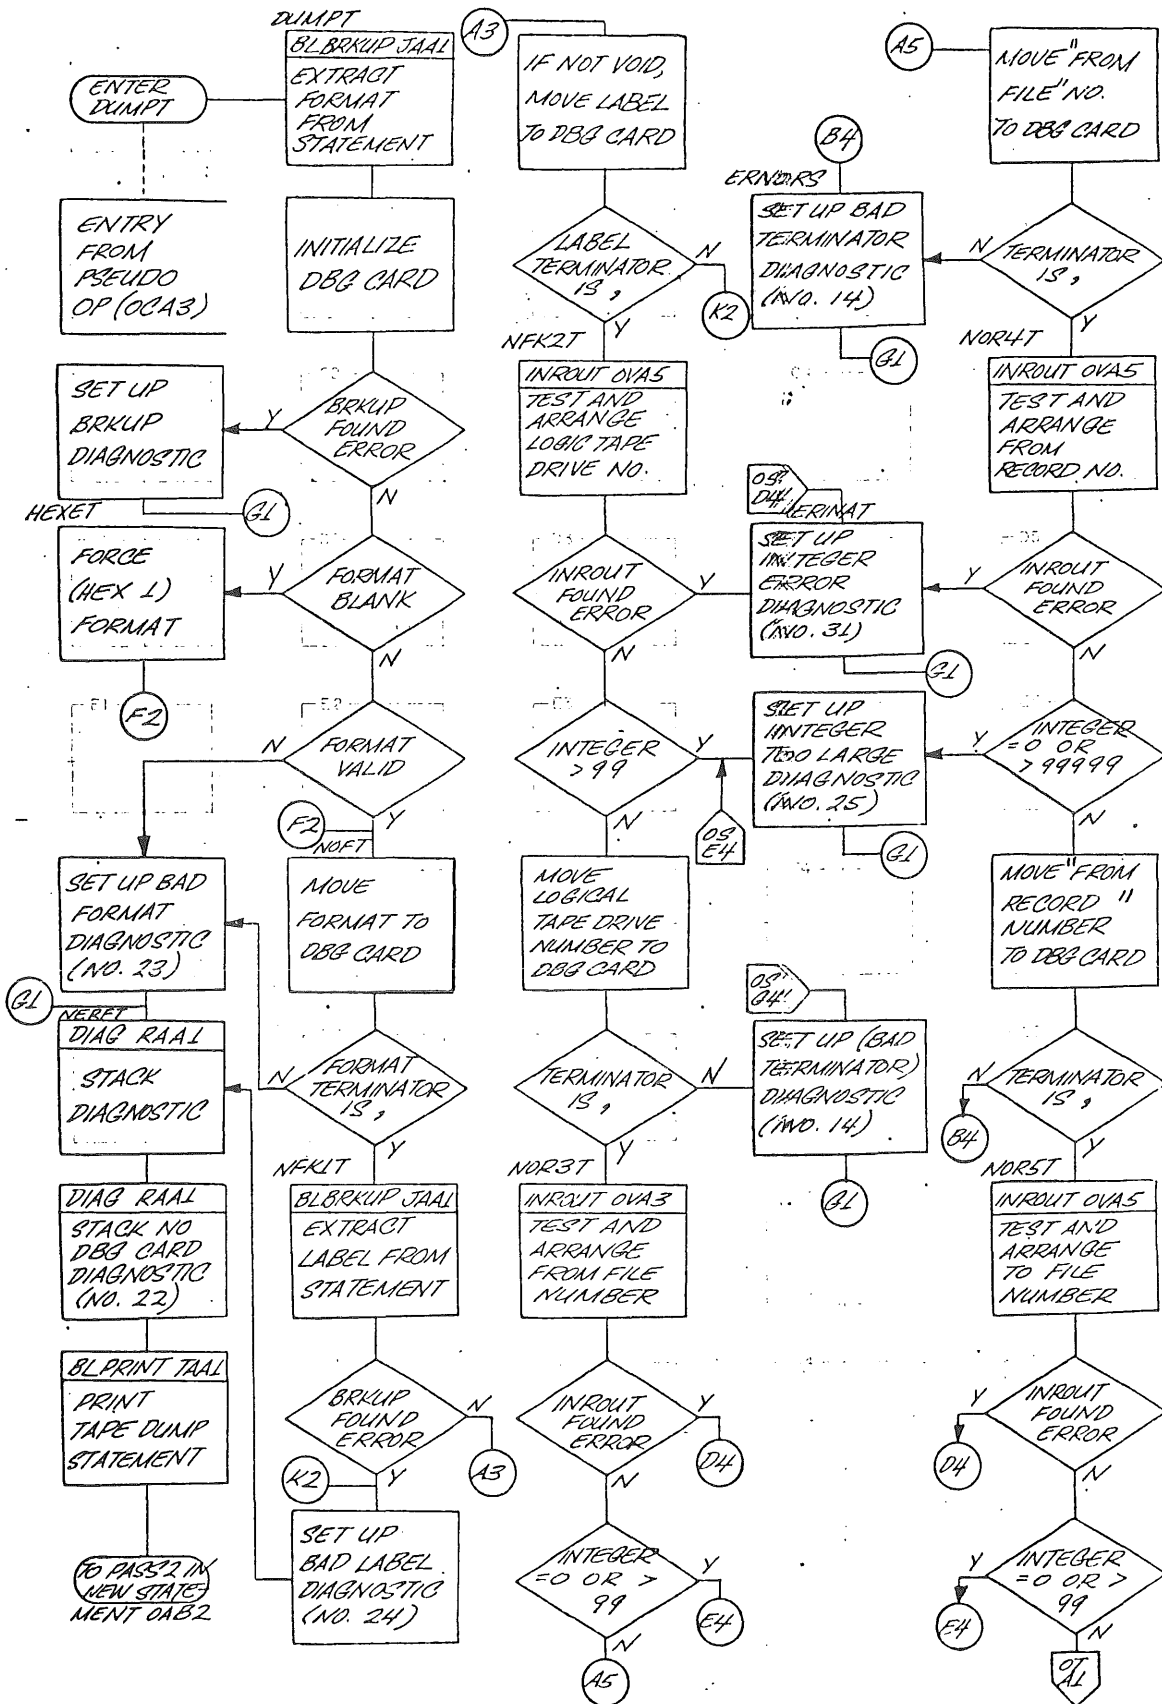 DUMPT
ENTER
DUMPT
ENTRY
FROM
PSEUDO
OP (OCA3)
SET UP
BRKUP
DIAGNOSTIC
G1
HEXET
FORCE
(HEX 1)
FORMAT
F2
SET UP BAD
FORMAT
DIAGNOSTIC
(NO. 23)
G1
NERFT
DIAG RAA1
STACK
DIAGNOSTIC
DIAG RAA1
STACK NO
DBG CARD
DIAGNOSTIC
(NO. 22)
BLPRINT TAA1
PRINT
TAPE DUMP
STATEMENT
TO PASS 2 IN
NEW STATE-
MENT OAB2
BLBRKUP JAA1
EXTRACT
FORMAT
FROM
STATEMENT
INITIALIZE
DBG CARD
BRKUP
FOUND
ERROR
Y
N
FORMAT
BLANK
Y
N
FORMAT
VALID
N
Y
F2
NOFT
MOVE
FORMAT TO
DBG CARD
FORMAT
TERMINATOR
IS ,
N
Y
NFK1T
BLBRKUP JAA1
EXTRACT
LABEL FROM
STATEMENT
BRKUP
FOUND
ERROR
N
A3
Y
K2
SET UP
BAD LABEL
DIAGNOSTIC
(NO. 24)
A3
IF NOT VOID,
MOVE LABEL
TO DBG CARD
LABEL
TERMINATOR
IS ,
N
K2
Y
NFK2T
INROUT OVA5
TEST AND
ARRANGE
LOGIC TAPE
DRIVE NO.
INROUT
FOUND
ERROR
Y
N
INTEGER
> 99
Y
N
OS
E4
MOVE
LOGICAL
TAPE DRIVE
NUMBER TO
DBG CARD
TERMINATOR
IS ,
N
Y
NOR3T
INROUT OVA3
TEST AND
ARRANGE
FROM FILE
NUMBER
INROUT
FOUND
ERROR
Y
D4
N
INTEGER
=0 OR >
99
Y
E4
N
A5
B4
ERNORS
SET UP BAD
TERMINATOR
DIAGNOSTIC
(NO. 14)
G1
OS
D4
ERINAT
SET UP
INTEGER
ERROR
DIAGNOSTIC
(NO. 31)
G1
SET UP
INTEGER
TOO LARGE
DIAGNOSTIC
(NO. 25)
G1
OS
G4
SET UP (BAD
TERMINATOR)
DIAGNOSTIC
(NO. 14)
G1
A5
MOVE "FROM
FILE" NO.
TO DBG CARD
TERMINATOR
IS ,
N
Y
NOR4T
INROUT OVA5
TEST AND
ARRANGE
FROM
RECORD NO.
INROUT
FOUND
ERROR
Y
N
INTEGER
=0 OR
> 99999
Y
N
MOVE "FROM
RECORD "
NUMBER
TO DBG CARD
TERMINATOR
IS ,
N
B4
Y
NOR5T
INROUT OVA5
TEST AND
ARRANGE
TO FILE
NUMBER
INROUT
FOUND
ERROR
Y
D4
N
INTEGER
=0 OR >
99
Y
E4
N
OT
A1